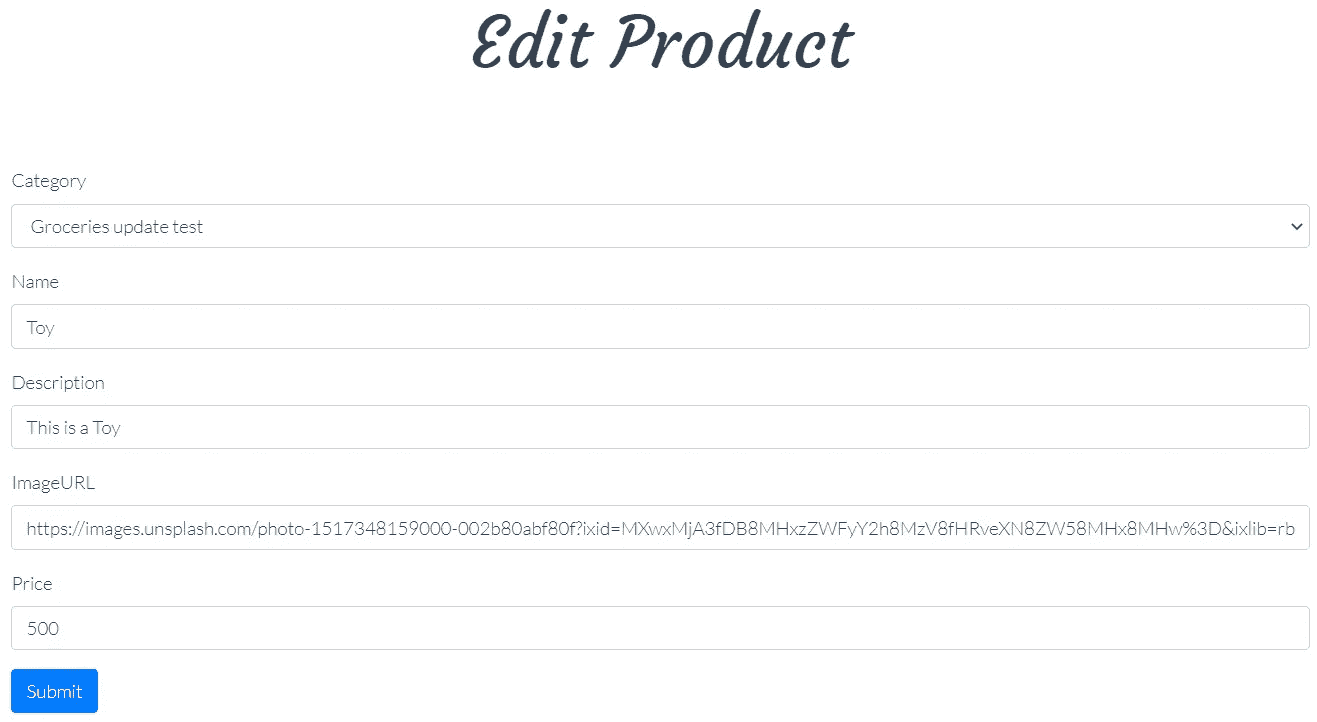 Edit Product
Category
Groceries update test
Name
Toy
Description
This is a Toy
ImageURL
https://images.unsplash.com/photo-1517348159000-002b80abf80f?ixid=MXwxMjA3fDB8MHxzZWFyY2h8MzV8fHRveXN8ZW58MHx8MHw%3D&ixlib=rb
Price
500
Submit